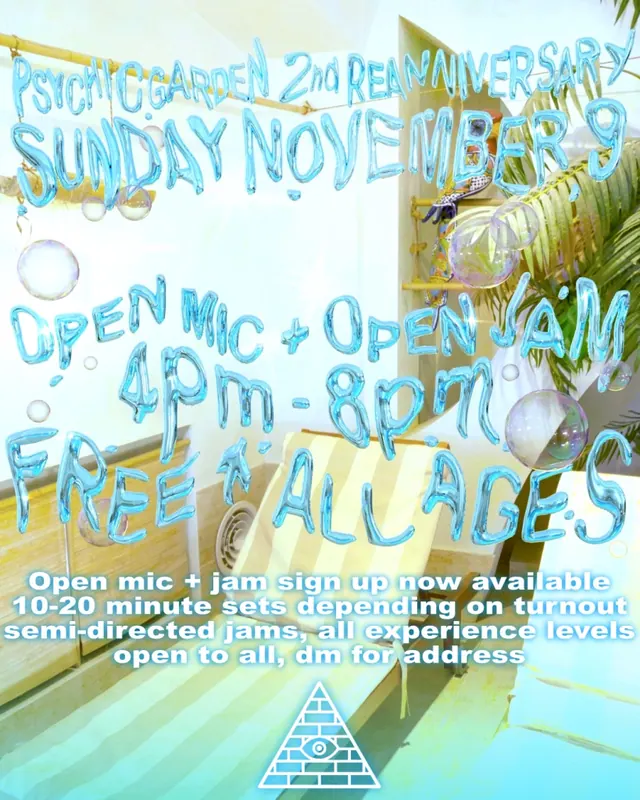 PSYCHIC GARDEN 2nd REANNIVERSARY
SUNDAY NOVEMBER 9
OPEN MIC + OPEN JAM
4pm - 8pm
FREE + ALL AGES
Open mic + jam sign up now available
10-20 minute sets depending on turnout
semi-directed jams, all experience levels
open to all, dm for address